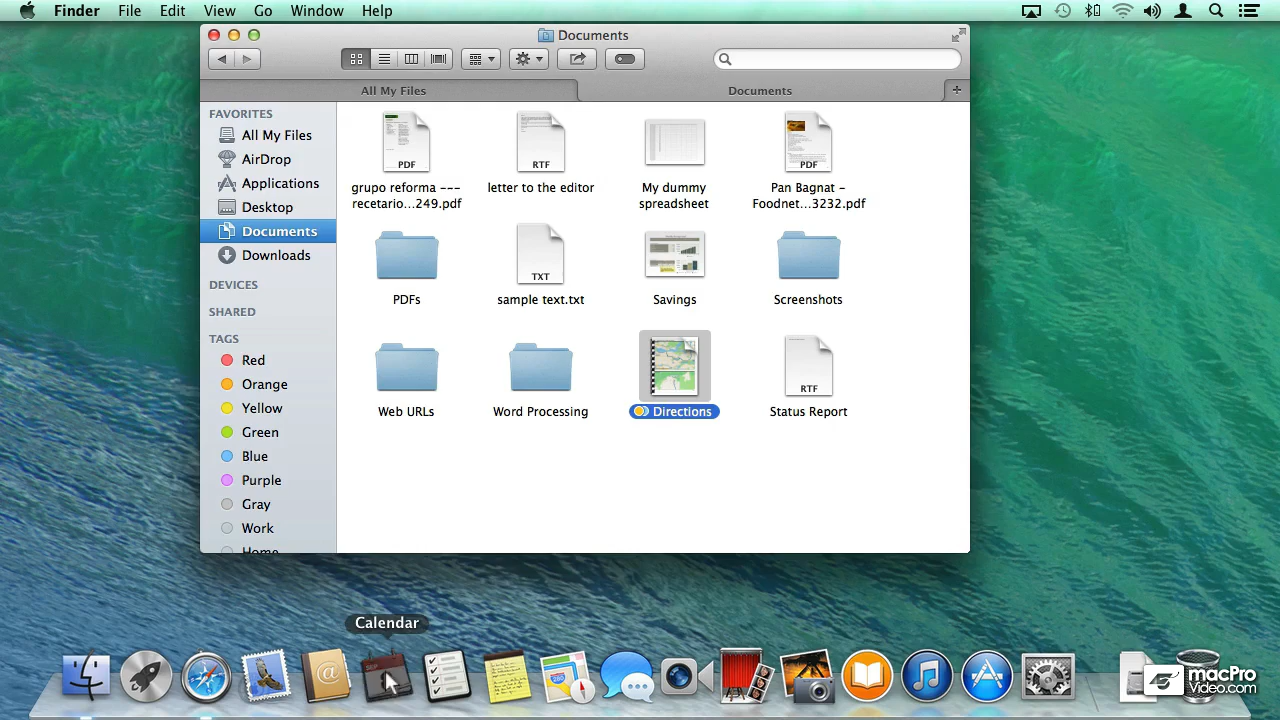 Finder File Edit View Go Window Help
Documents
All My Files Documents +
FAVORITES
All My Files
AirDrop
Applications
Desktop
Documents
Downloads
DEVICES
SHARED
TAGS
Red
Orange
Yellow
Green
Blue
Purple
Gray
Work
Home
PDF
grupo reforma ---
recetario...249.pdf
RTF
letter to the editor
My dummy
spreadsheet
PDF
Pan Bagnat -
Foodnet...3232.pdf
PDFs
TXT
sample text.txt
Savings
Screenshots
Web URLs
Word Processing
Directions
RTF
Status Report
Calendar
SEP
280
macPro
Video.com